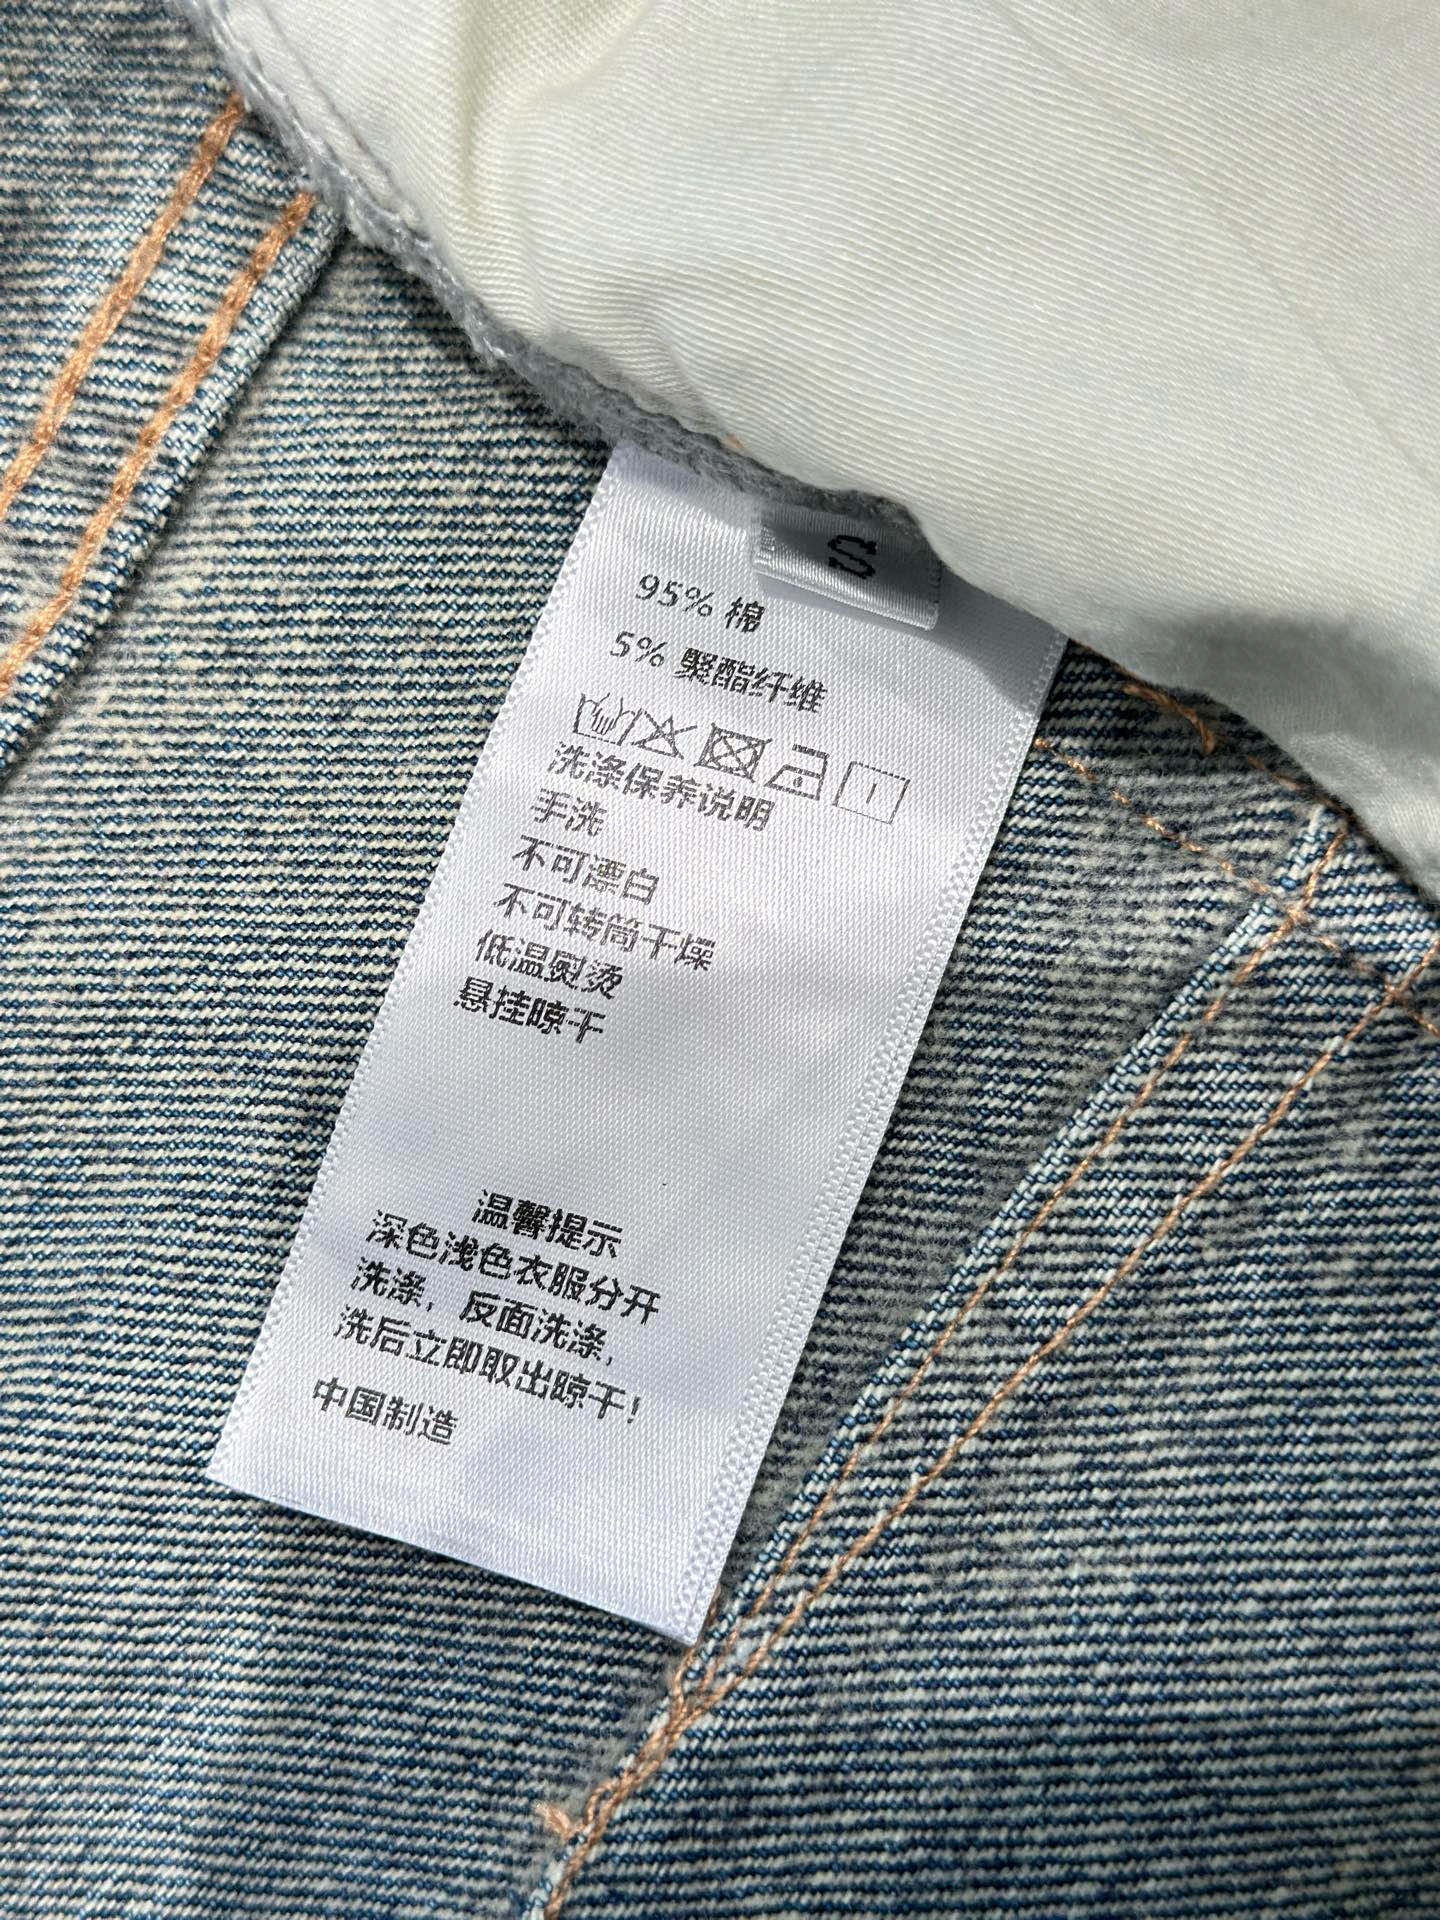 S
95% 棉
5% 聚酯纤维
洗涤保养说明
手洗
不可漂白
不可转筒干燥
低温熨烫
悬挂晾干
温馨提示
深色浅色衣服分开
洗涤，反面洗涤，
洗后立即取出晾干！
中国制造